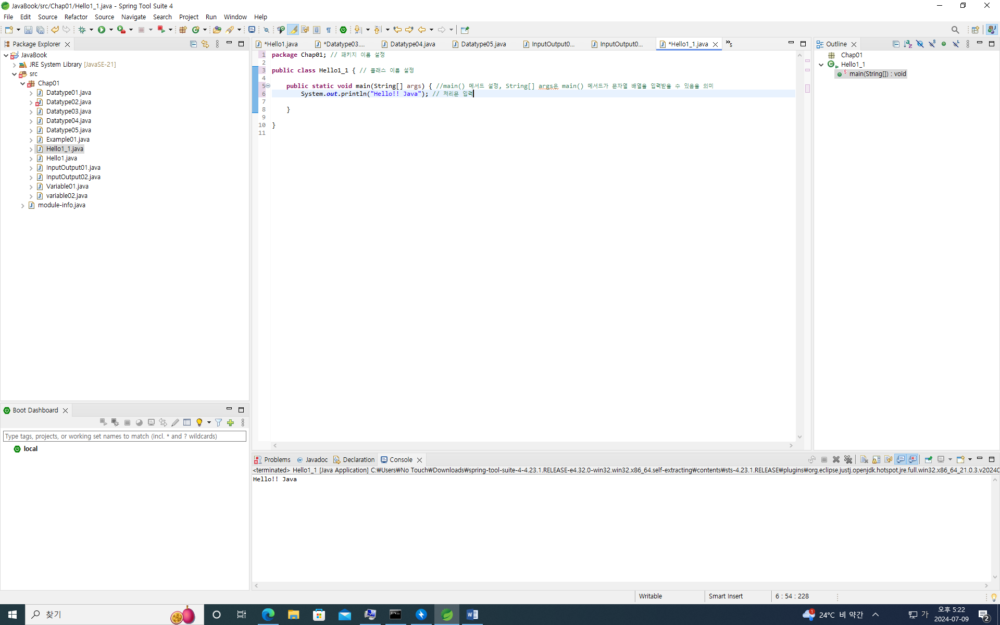 JavaBook/src/Chap01/Hello1_1.java - Spring Tool Suite 4
File Edit Source Refactor Source Navigate Search Project Run Window Help
Package Explorer
JavaBook
JRE System Library [JavaSE-21]
src
Chap01
Datatype01.java
Datatype02.java
Datatype03.java
Datatype04.java
Datatype05.java
Example01.java
Hello1_1.java
Hello1.java
InputOutput01.java
InputOutput02.java
Variable01.java
variable02.java
module-info.java
Boot Dashboard
Type tags, projects, or working set names to match (incl. * and ? wildcards)
local
*Hello1.java *Datatype03.... Datatype04.java Datatype05.java InputOutput0... InputOutput0... *Hello1_1.java »5
1 package Chap01; // 패키지 이름 설정
2
3 public class Hello1_1 { // 클래스 이름 설정
4
5 public static void main(String[] args) { //main() 메서드 설정, String[] args은 main() 메서드가 문자열 배열을 입력받을 수 있음을 의미
6 System.out.println("Hello!! Java"); // 처리문 입력
7
8 }
9
10 }
11
Outline
Chap01
Hello1_1
main(String[]) : void
Problems @ Javadoc Declaration Console
<terminated> Hello1_1 [Java Application] C:₩Users₩No Touch₩Downloads₩spring-tool-suite-4-4.23.1.RELEASE-e4.32.0-win32.win32.x86_64.self-extracting₩contents₩sts-4.23.1.RELEASE₩plugins₩org.eclipse.justj.openjdk.hotspot.jre.full.win32.x86_64_21.0.3.v20240
Hello!! Java
Writable Smart Insert 6 : 54 : 228
찾기
1 24°C 비 약간 가 오후 5:22
2024-07-09 2